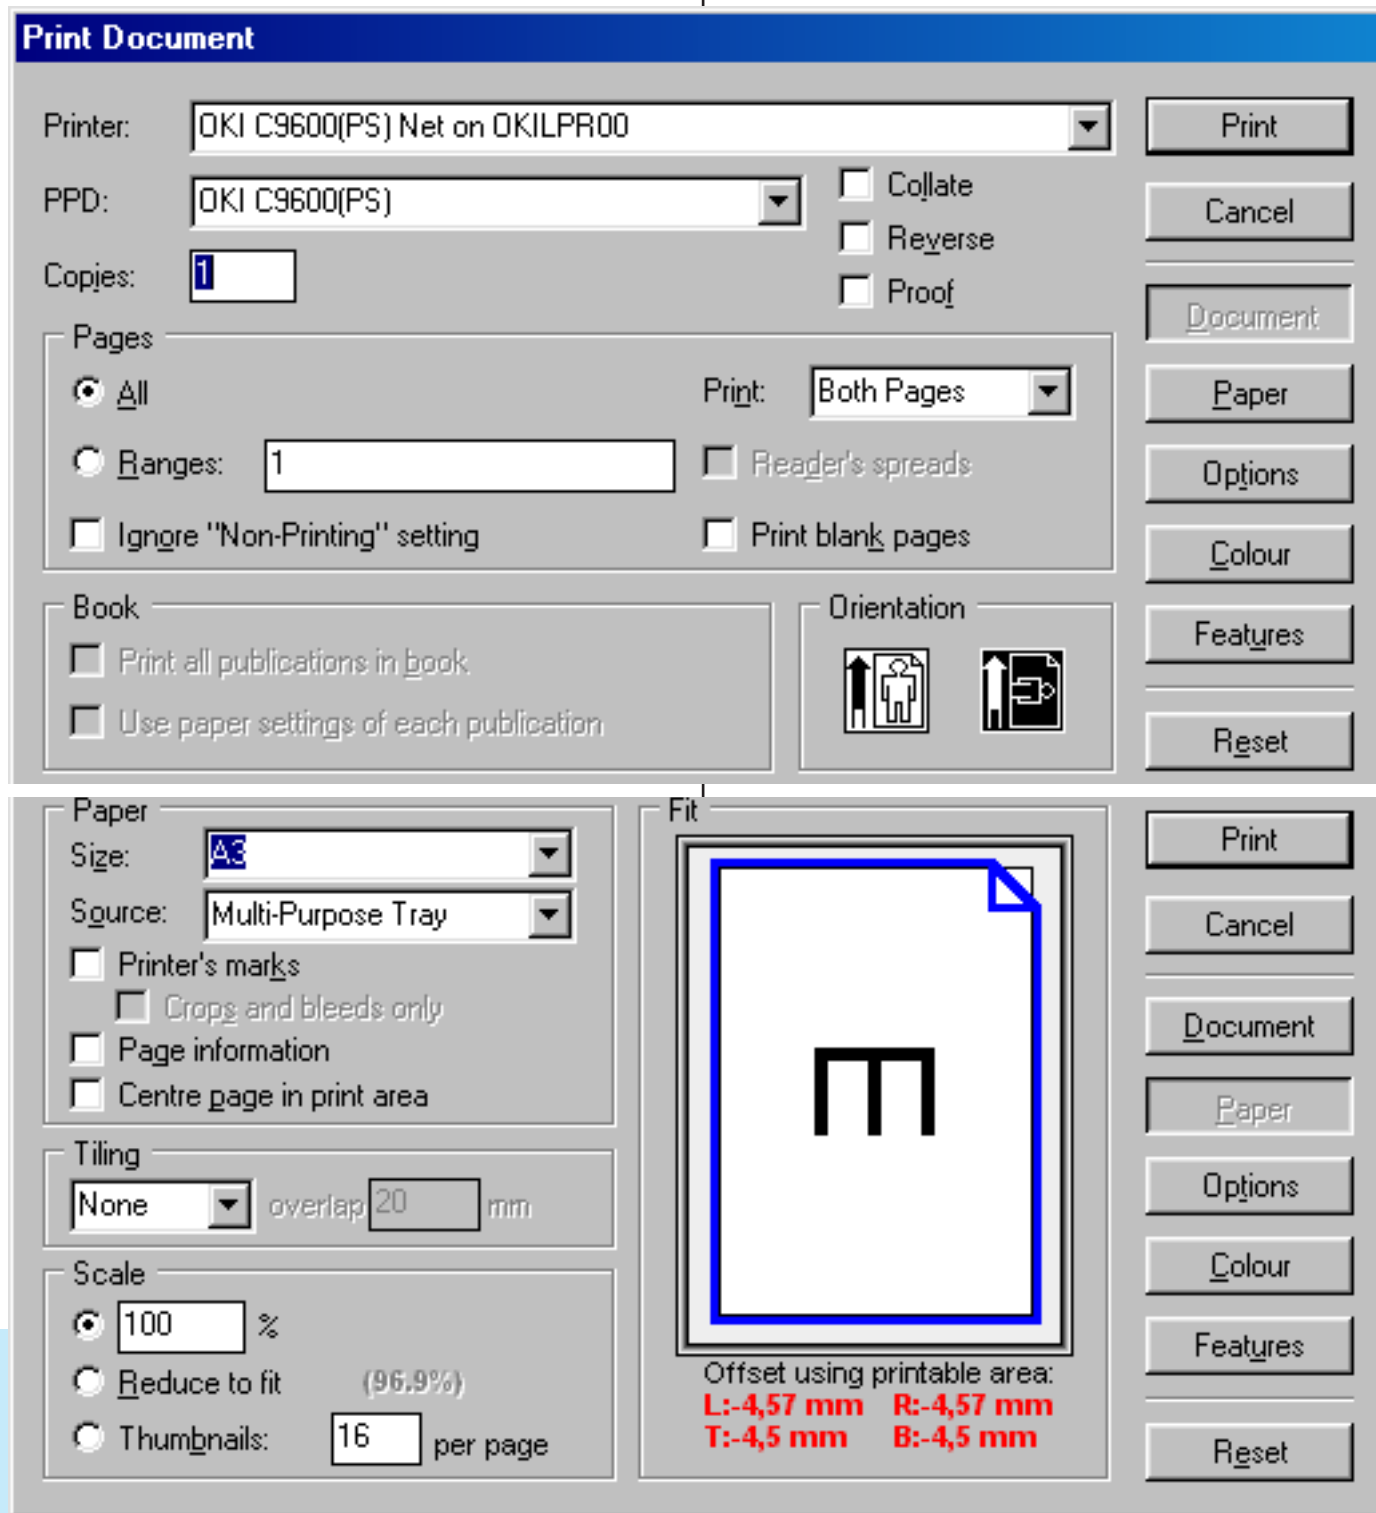 Print Document
Printer: OKI C9600(PS) Net on OKILPR00 Print
PPD: OKI C9600(PS) Collate Cancel
Reverse
Copies: 1 Proof
Document
Pages
All Print: Both Pages Paper
Ranges: 1 Reader's spreads Options
Ignore "Non-Printing" setting Print blank pages Colour
Book Orientation
Features
Print all publications in book
Use paper settings of each publication
Reset
Paper Fit
Size: A3 Print
Source: Multi-Purpose Tray Cancel
Printer's marks
Crops and bleeds only
Document
Page information
Centre page in print area Paper
E
Tiling
None overlap 20 mm Options
Scale Colour
100 %
Features
Reduce to fit (96.9%) Offset using printable area:
L:-4,57 mm R:-4,57 mm
Thumbnails: 16 per page T:-4,5 mm B:-4,5 mm
Reset